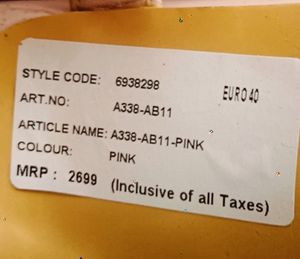 STYLE CODE: 6938298 EURO 40
ART.NO: A338-AB11
ARTICLE NAME: A338-AB11-PINK
COLOUR: PINK
MRP : 2699 (Inclusive of all Taxes)